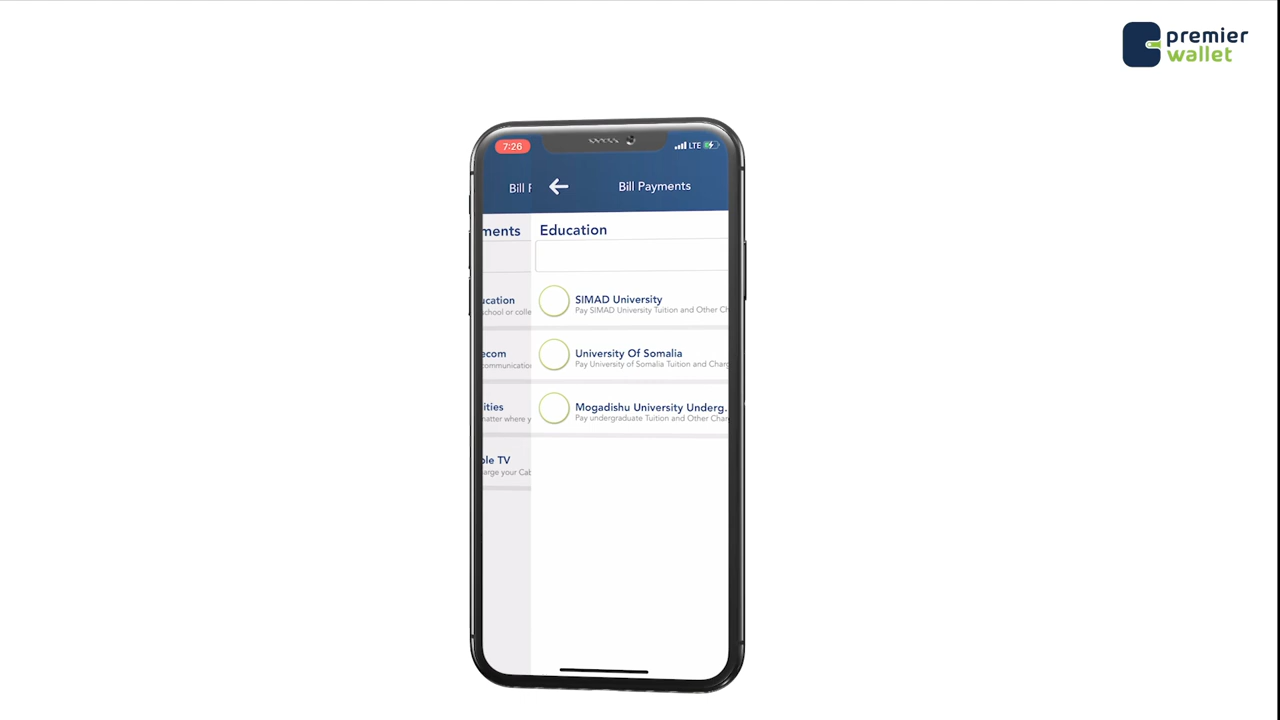 premier
wallet
7:26
LTE
Bill F
Bill Payments
ments
Education
ucation
school or colle
SIMAD University
Pay SIMAD University Tuition and Other Ch
ecom
communication
University Of Somalia
Pay University of Somalia Tuition and Charg
ities
matter where y
Mogadishu University Underg.
Pay undergraduate Tuition and Other Char
ble TV
arge your Cab